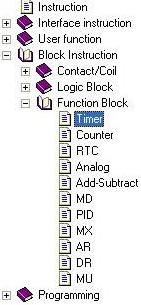 Instruction
Interface instruction
User function
Block Instruction
Contact/Coil
Logic Block
Function Block
Timer
Counter
RTC
Analog
Add-Subtract
MD
PID
MX
AR
DR
MU
Programming